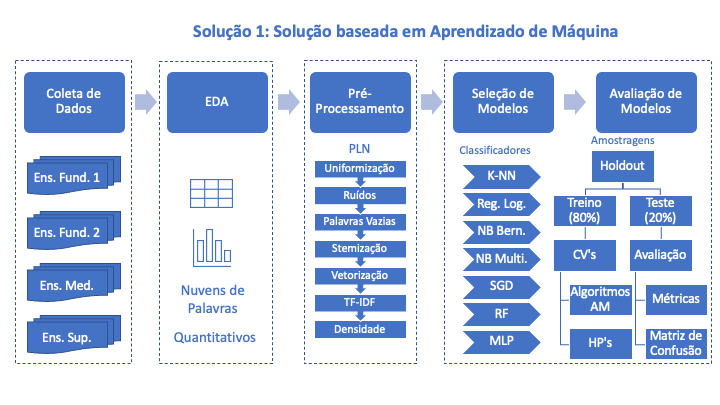 Solução 1: Solução baseada em Aprendizado de Máquina
Coleta de
Dados
EDA
Pré-
Processamento
Seleção de
Modelos
Avaliação de
Modelos
Ens. Fund. 1
Ens. Fund. 2
Ens. Med.
Ens. Sup.
Nuvens de
Palavras
Quantitativos
PLN
Uniformização
Ruídos
Palavras Vazias
Stemização
Vetorização
TF-IDF
Densidade
Classificadores
K-NN
Reg. Log.
NB Bern.
NB Multi.
SGD
RF
MLP
Amostragens
Holdout
Treino
(80%)
Teste
(20%)
CV's
Avaliação
Algoritmos
AM
Métricas
HP's
Matriz de
Confusão